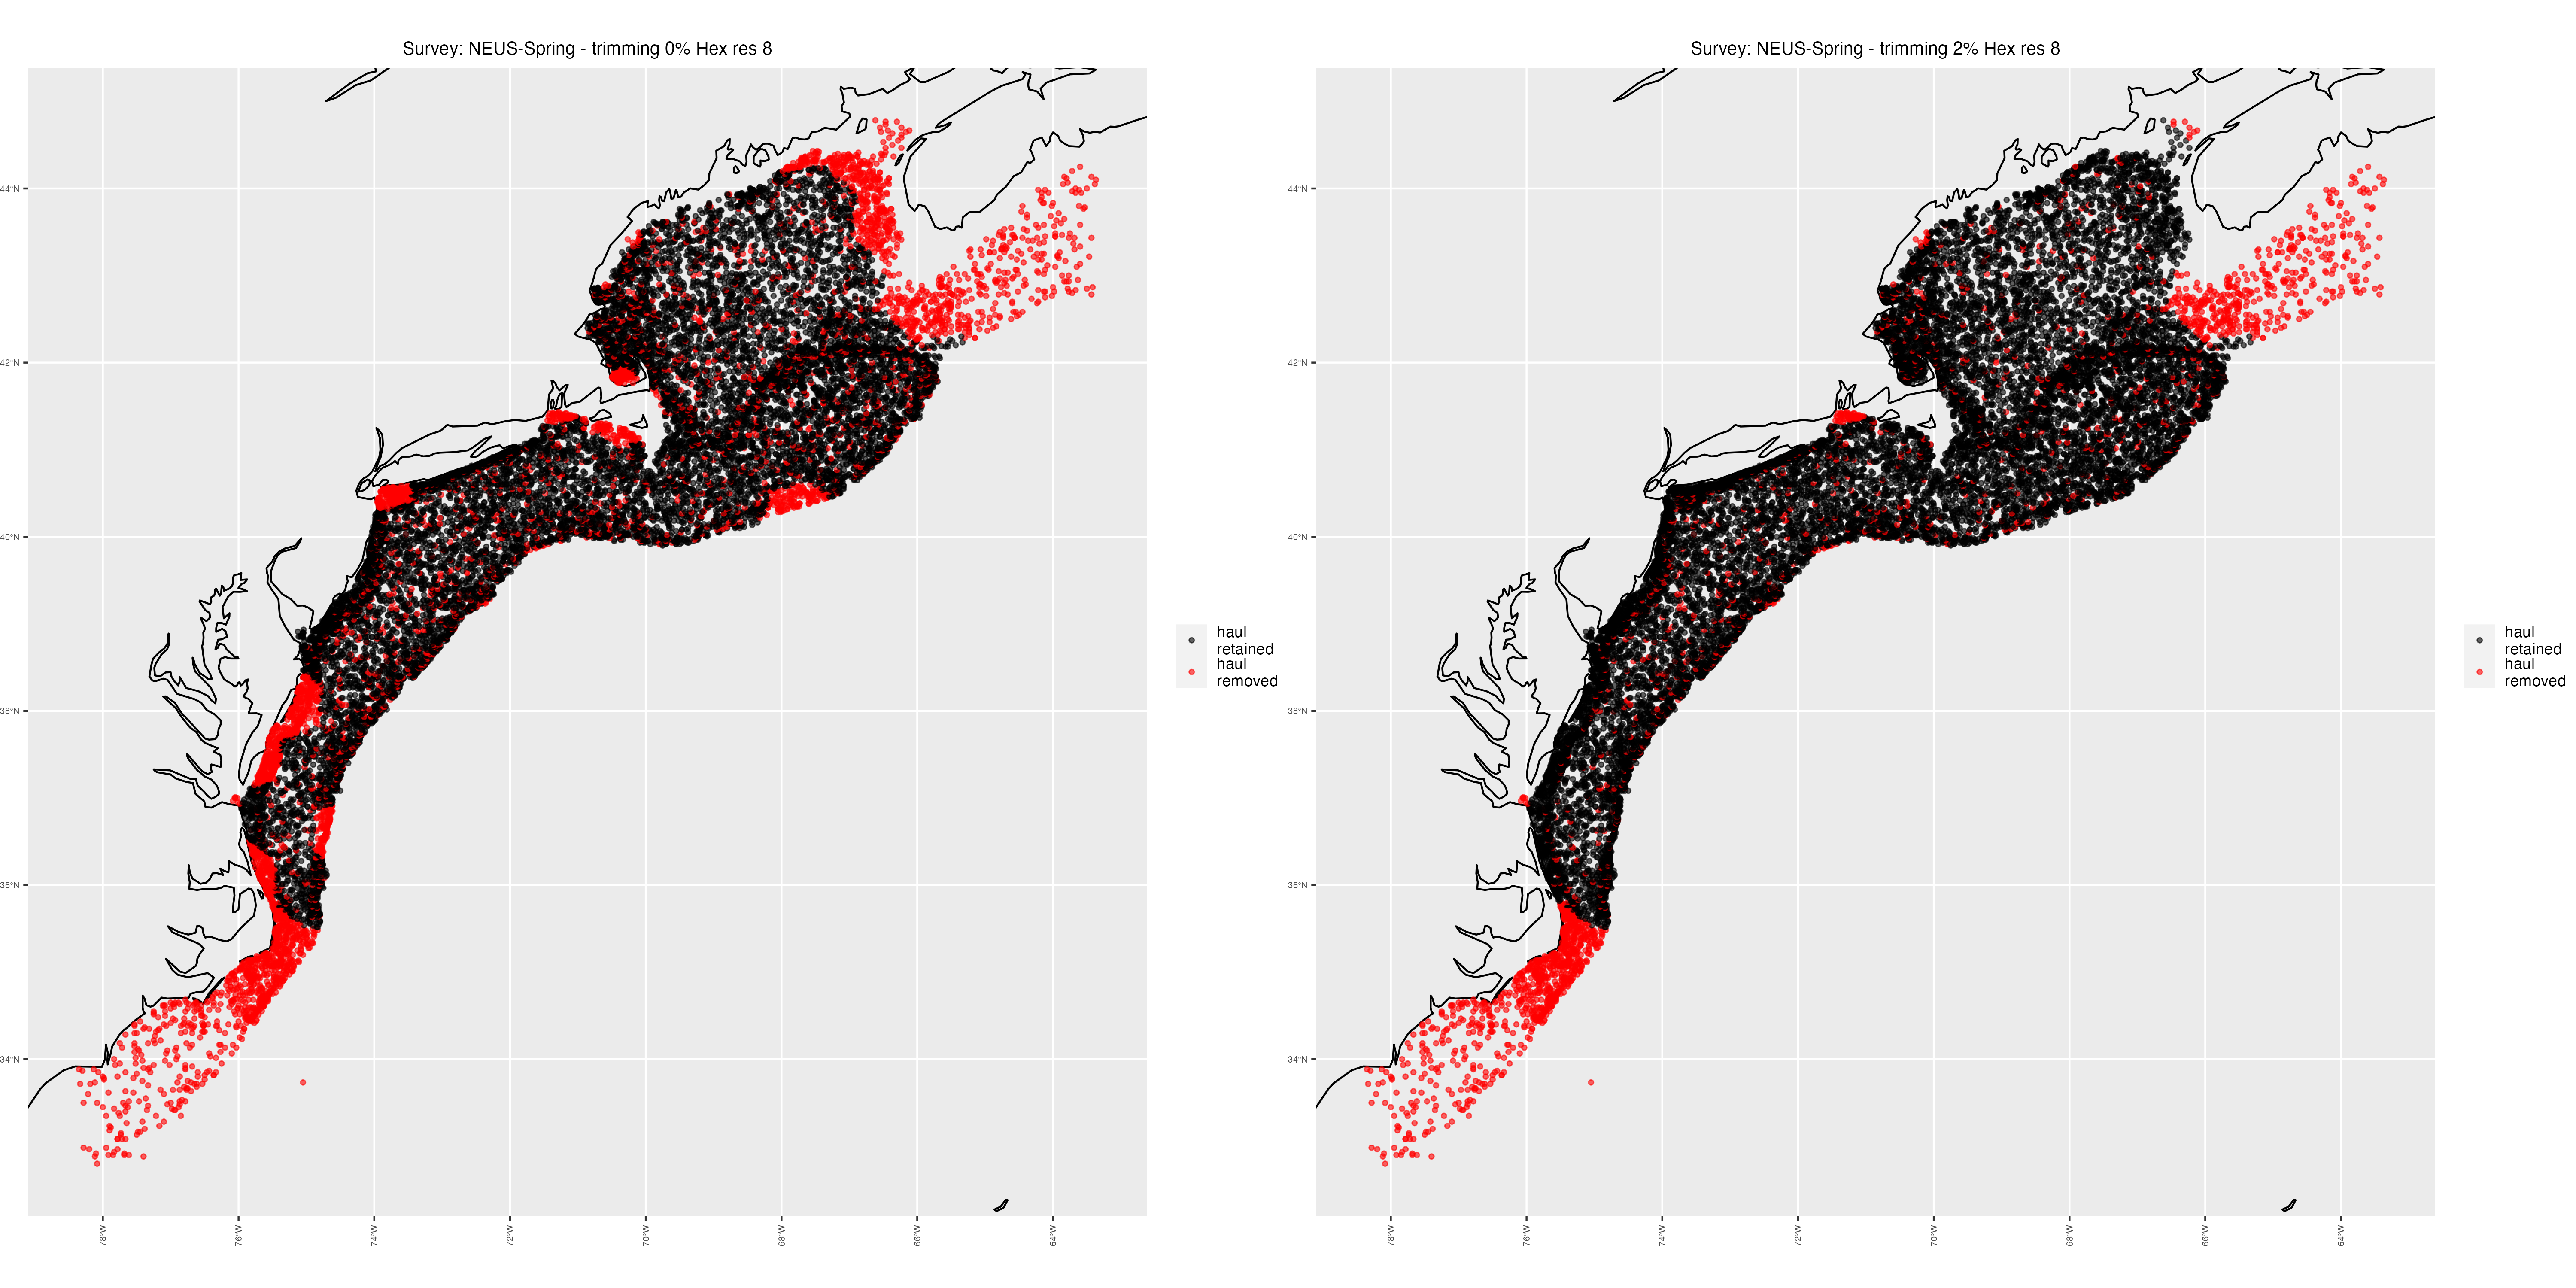 Survey: NEUS-Spring - trimming 0% Hex res 8
44°N
42°N
40°N
38°N
36°N
34°N
78°W
76°W
74°W
72°W
70°W
68°W
66°W
64°W
haul
retained
haul
removed
Survey: NEUS-Spring - trimming 2% Hex res 8
44°N
42°N
40°N
38°N
36°N
34°N
78°W
76°W
74°W
72°W
70°W
68°W
66°W
64°W
haul
retained
haul
removed